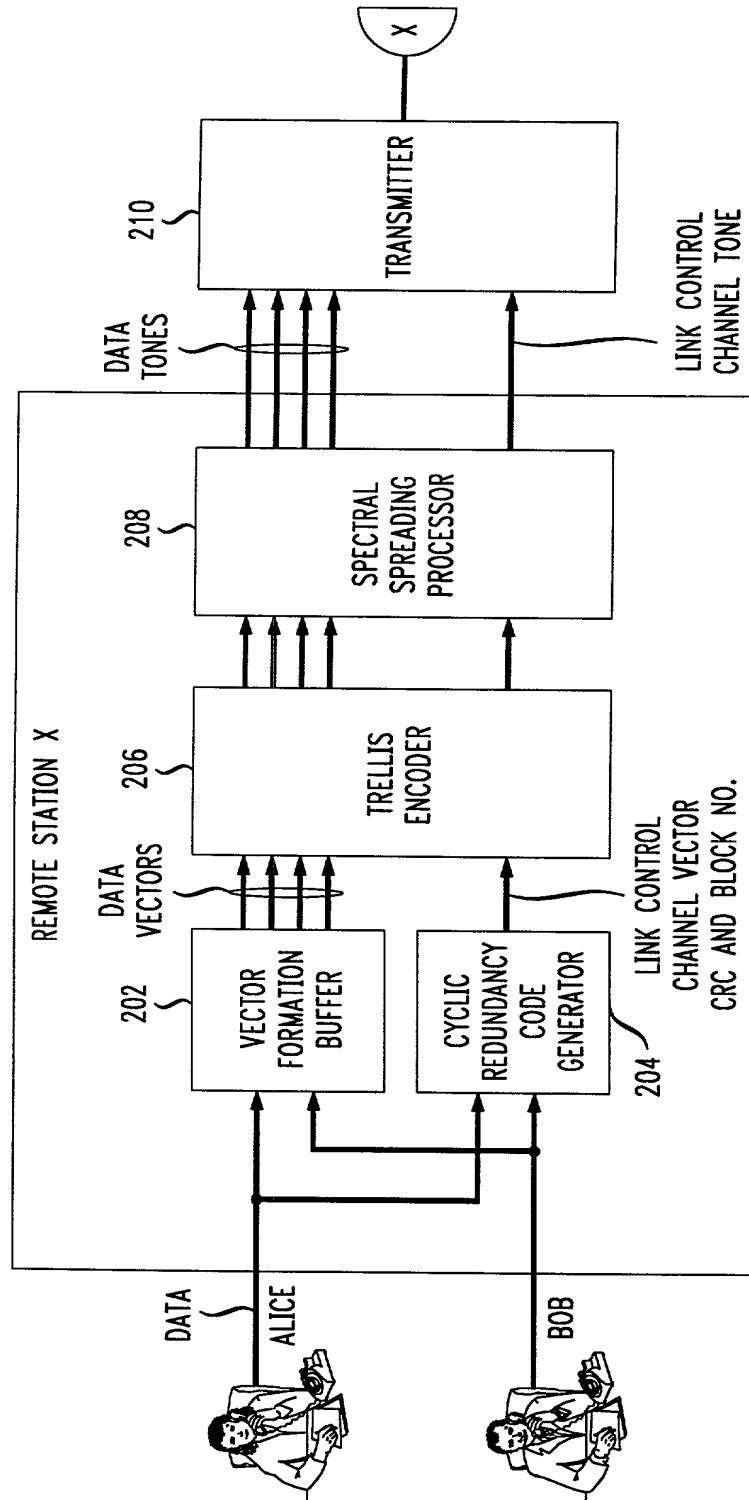 REMOTE STATION X
DATA
ALICE
BOB
202
VECTOR
FORMATION
BUFFER
CYCLIC
REDUNDANCY
CODE
GENERATOR
204
DATA
VECTORS
LINK CONTROL
CHANNEL VECTOR
CRC AND BLOCK NO.
206
TRELLIS
ENCODER
208
SPECTRAL
SPREADING
PROCESSOR
DATA
TONES
LINK CONTROL
CHANNEL TONE
210
TRANSMITTER
X